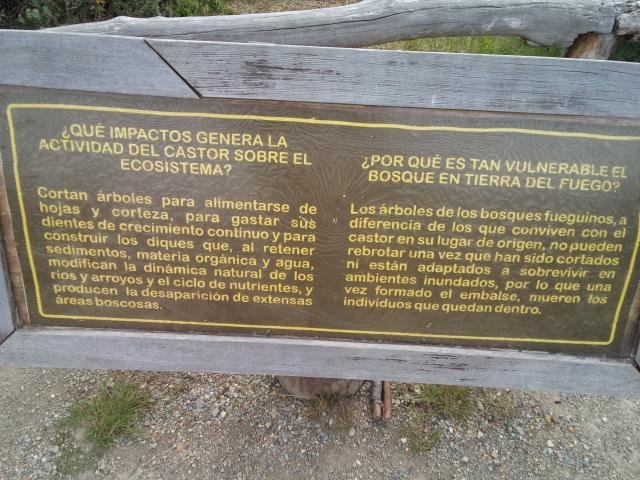 ¿QUÉ IMPACTOS GENERA LA
ACTIVIDAD DEL CASTOR SOBRE EL
ECOSISTEMA?
Cortan árboles para alimentarse de
hojas y corteza, para gastar sus
dientes de crecimiento continuo y para
construir los diques que, al retener
sedimentos, materia orgánica y agua,
modifican la dinámica natural de los
ríos y arroyos y el ciclo de nutrientes, y
producen la desaparición de extensas
áreas boscosas.
¿POR QUÉ ES TAN VULNERABLE EL
BOSQUE EN TIERRA DEL FUEGO?
Los árboles de los bosques fueguinos, a
diferencia de los que conviven con el
castor en su lugar de origen, no pueden
rebrotar una vez que han sido cortados
ni están adaptados a sobrevivir en
ambientes inundados, por lo que una
vez formado el embalse, mueren los
individuos que quedan dentro.